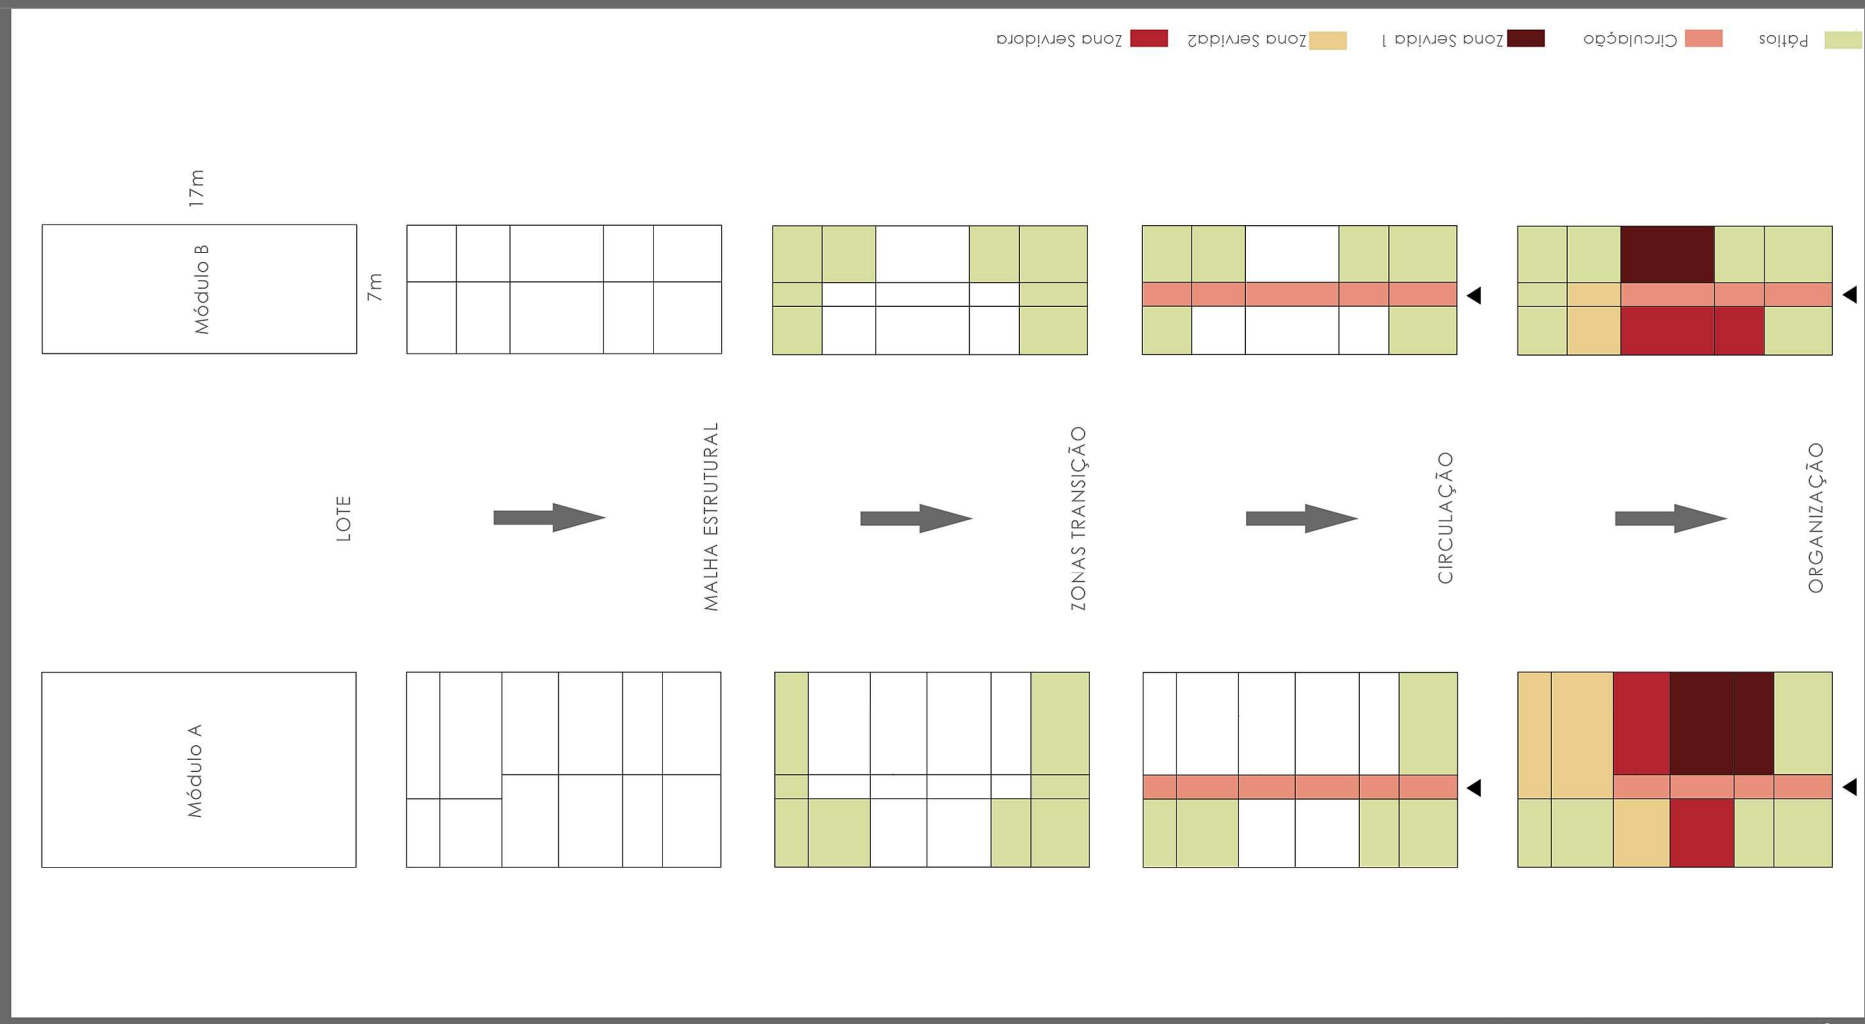 Pátios
Circulação
Zona Servida 1
Zona Servida2
Zona Servidora
17m
Módulo B
7m
LOTE
MALHA ESTRUTURAL
ZONAS TRANSIÇÃO
CIRCULAÇÃO
ORGANIZAÇÃO
Módulo A